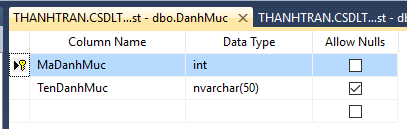 THANHTRAN.CSDLT...st - dbo.DanhMuc THANHTRAN.CSDLT...st - db
Column Name Data Type Allow Nulls
MaDanhMuc int
TenDanhMuc nvarchar(50)